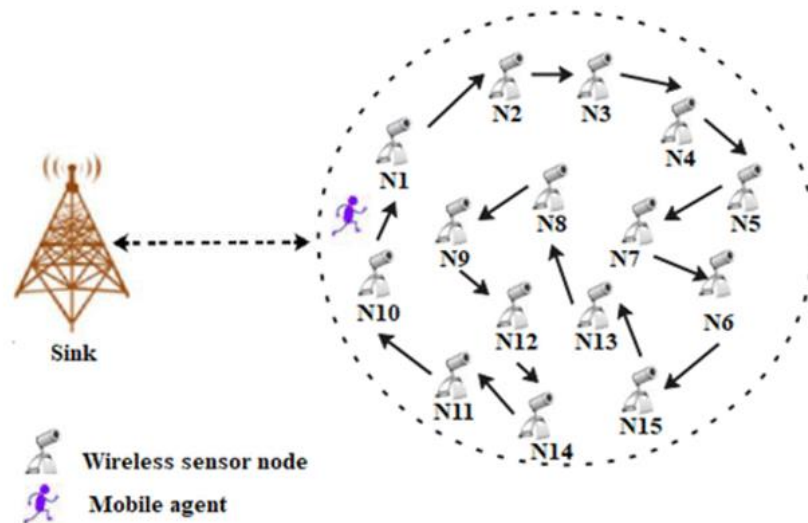 N2
N3
N4
N1
N5
N8
N9
N7
N10
N6
N12
N13
Sink
N11
N15
N14
Wireless sensor node
Mobile agent